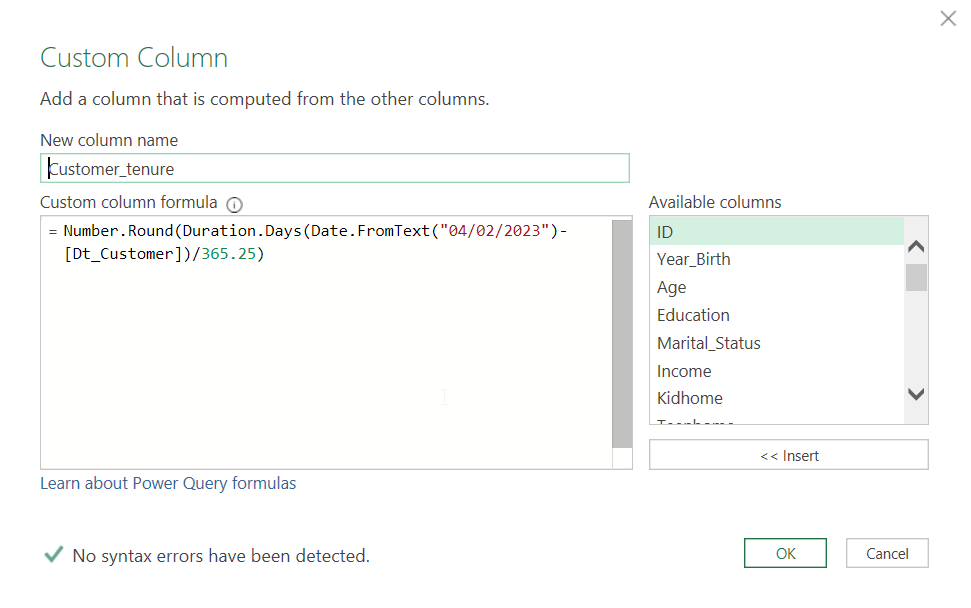 Custom Column
Add a column that is computed from the other columns.
New column name
Customer_tenure
Custom column formula
Available columns
= Number.Round(Duration.Days(Date.FromText("04/02/2023")-
[Dt_Customer])/365.25)
ID
Year_Birth
Age
Education
Marital_Status
Income
Kidhome
<< Insert
Learn about Power Query formulas
No syntax errors have been detected.
OK
Cancel